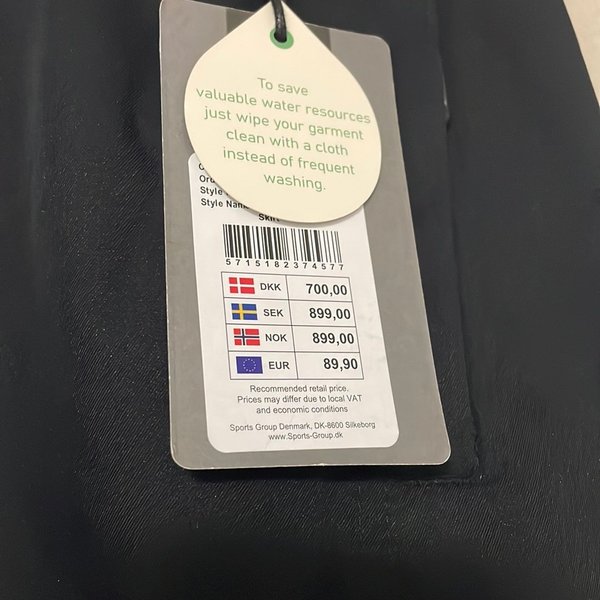 To save
valuable water resources
just wipe your garment
clean with a cloth
instead of frequent
washing.
Style
Style Name
Skirt
5715182374577
DKK 700,00
SEK 899,00
NOK 899,00
EUR 89,90
Recommended retail price.
Prices may differ due to local VAT
and economic conditions
Sports Group Denmark, DK-8600 Silkeborg
www.Sports-Group.dk